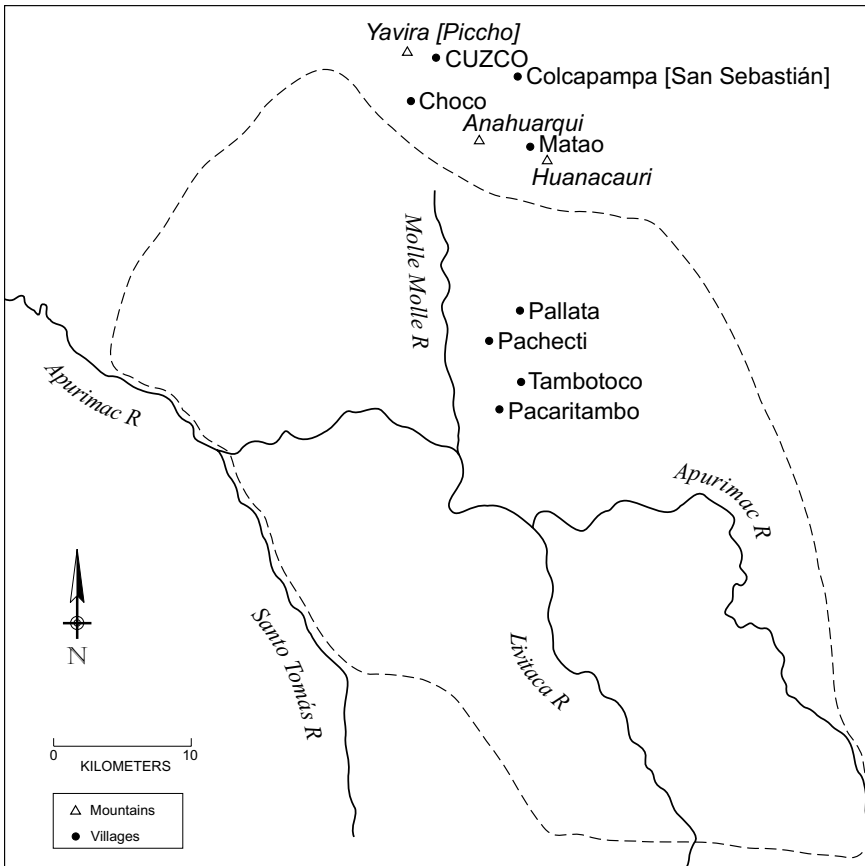 Yavira [Piccho]
CUZCO
Colcapampa [San Sebastián]
Choco
Anahuarqui
Matao
Huanacauri
Molle Molle R
Pallata
Pachecti
Apurimac R
Tambotoco
Pacaritambo
Apurimac R
Santo Tomás R
Livitaca R
N
0 10
KILOMETERS
Mountains
Villages